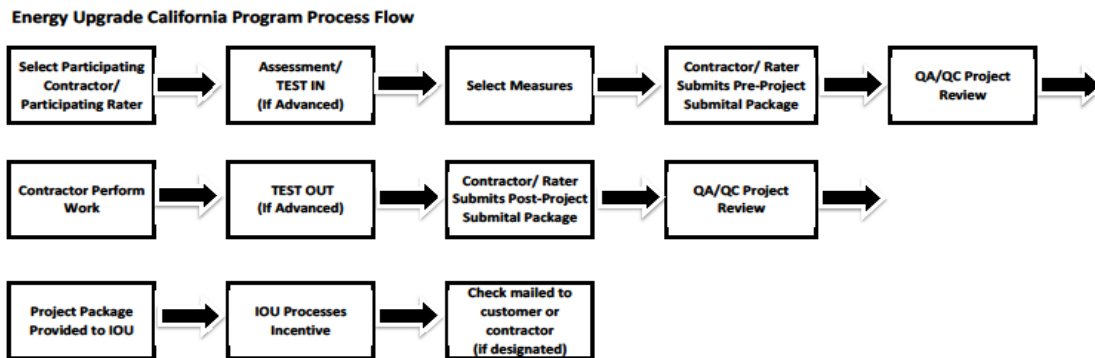 Energy Upgrade California Program Process Flow
Select Participating
Contractor/
Participating Rater
Assessment/
TEST IN
(If Advanced)
Select Measures
Contractor/ Rater
Submits Pre-Project
Submital Package
QA/QC Project
Review
Contractor Perform
Work
TEST OUT
(If Advanced)
Contractor/ Rater
Submits Post-Project
Submital Package
QA/QC Project
Review
Project Package
Provided to IOU
IOU Processes
Incentive
Check mailed to
customer or
contractor
(if designated)